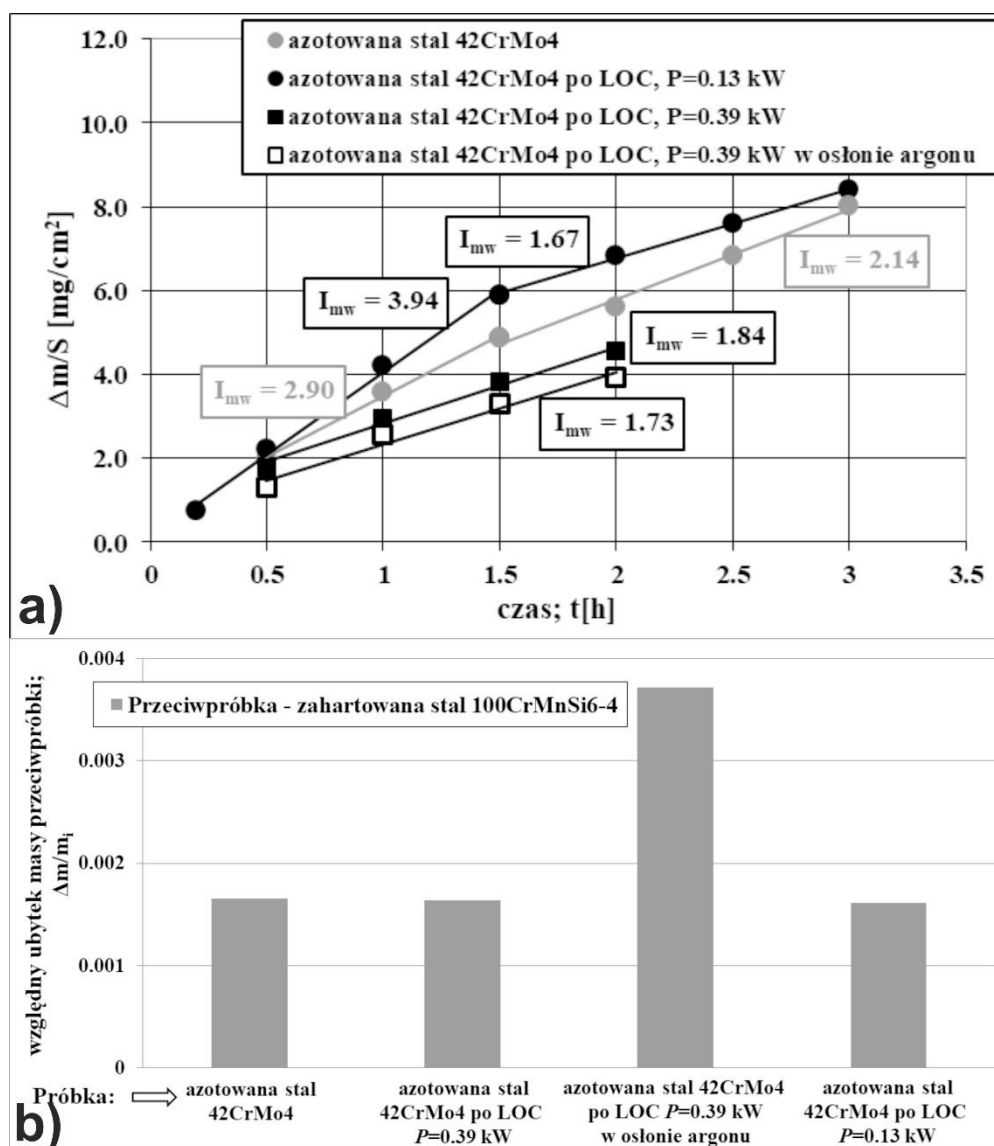 azotowana stal 42CrMo4
azotowana stal 42CrMo4 po LOC, P=0.13 kW
azotowana stal 42CrMo4 po LOC, P=0.39 kW
azotowana stal 42CrMo4 po LOC, P=0.39 kW w osłonie argonu
12.0
10.0
8.0
6.0
4.0
2.0
0.0
Δm/S [mg/cm²]
I_mw = 1.67
I_mw = 3.94
I_mw = 2.14
I_mw = 1.84
I_mw = 2.90
I_mw = 1.73
0 0.5 1 1.5 2 2.5 3 3.5
czas; t[h]
a)
względny ubytek masy przeciwpróbki;
Δm/m_i
0.004
0.003
0.002
0.001
0
Przeciwpróbka - zahartowana stal 100CrMnSi6-4
Próbka:
azotowana stal
42CrMo4
azotowana stal
42CrMo4 po LOC
P=0.39 kW
azotowana stal 42CrMo4
po LOC P=0.39 kW
w osłonie argonu
azotowana stal
42CrMo4 po LOC
P=0.13 kW
b)